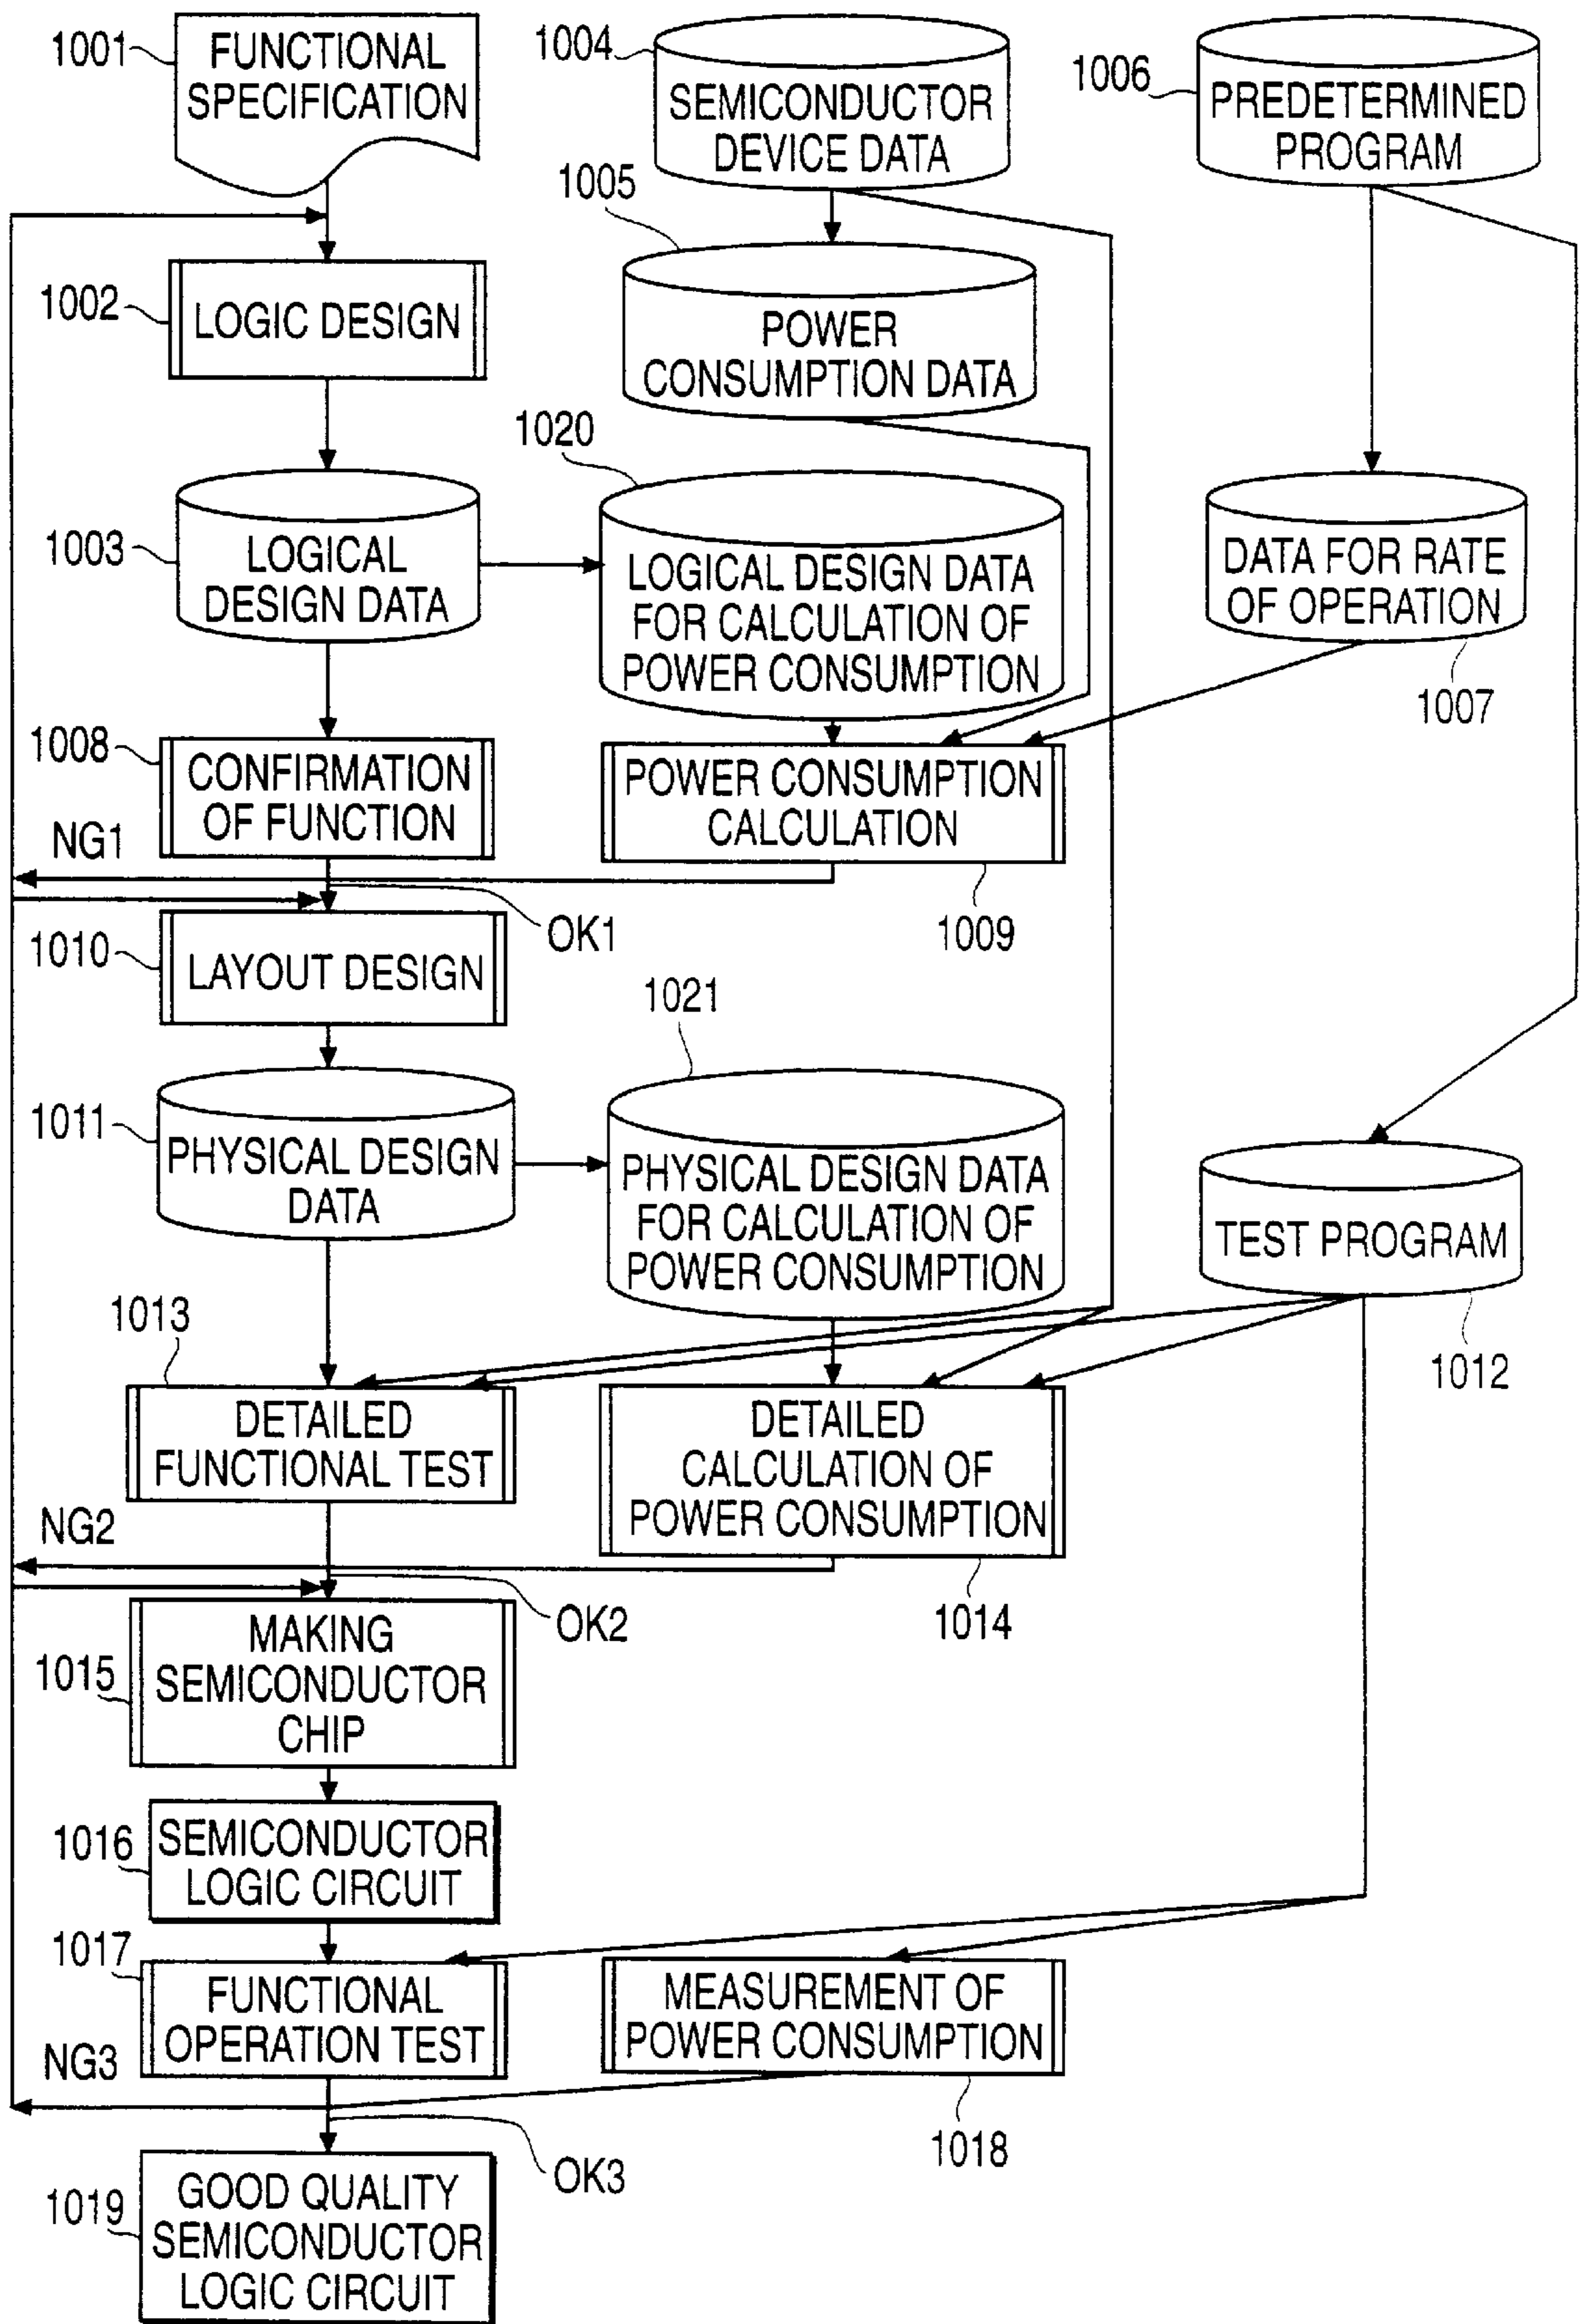 1001
FUNCTIONAL
SPECIFICATION
1004
SEMICONDUCTOR
DEVICE DATA
1006
PREDETERMINED
PROGRAM
1005
POWER
CONSUMPTION DATA
1002
LOGIC DESIGN
1020
1003
LOGICAL
DESIGN DATA
LOGICAL DESIGN DATA
FOR CALCULATION OF
POWER CONSUMPTION
DATA FOR RATE
OF OPERATION
1007
1008
CONFIRMATION
OF FUNCTION
POWER CONSUMPTION
CALCULATION
NG1
OK1
1009
1010
LAYOUT DESIGN
1021
1011
PHYSICAL DESIGN
DATA
PHYSICAL DESIGN DATA
FOR CALCULATION OF
POWER CONSUMPTION
TEST PROGRAM
1012
1013
DETAILED
FUNCTIONAL TEST
DETAILED
CALCULATION OF
POWER CONSUMPTION
NG2
OK2
1014
1015
MAKING
SEMICONDUCTOR
CHIP
1016
SEMICONDUCTOR
LOGIC CIRCUIT
1017
FUNCTIONAL
OPERATION TEST
MEASUREMENT OF
POWER CONSUMPTION
NG3
1018
OK3
1019
GOOD QUALITY
SEMICONDUCTOR
LOGIC CIRCUIT